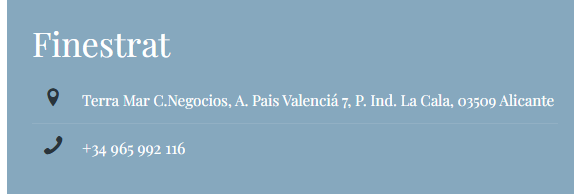 Finestrat
Terra Mar C.Negocios, A. Pais Valenciá 7, P. Ind. La Cala, 03509 Alicante
+34 965 992 116